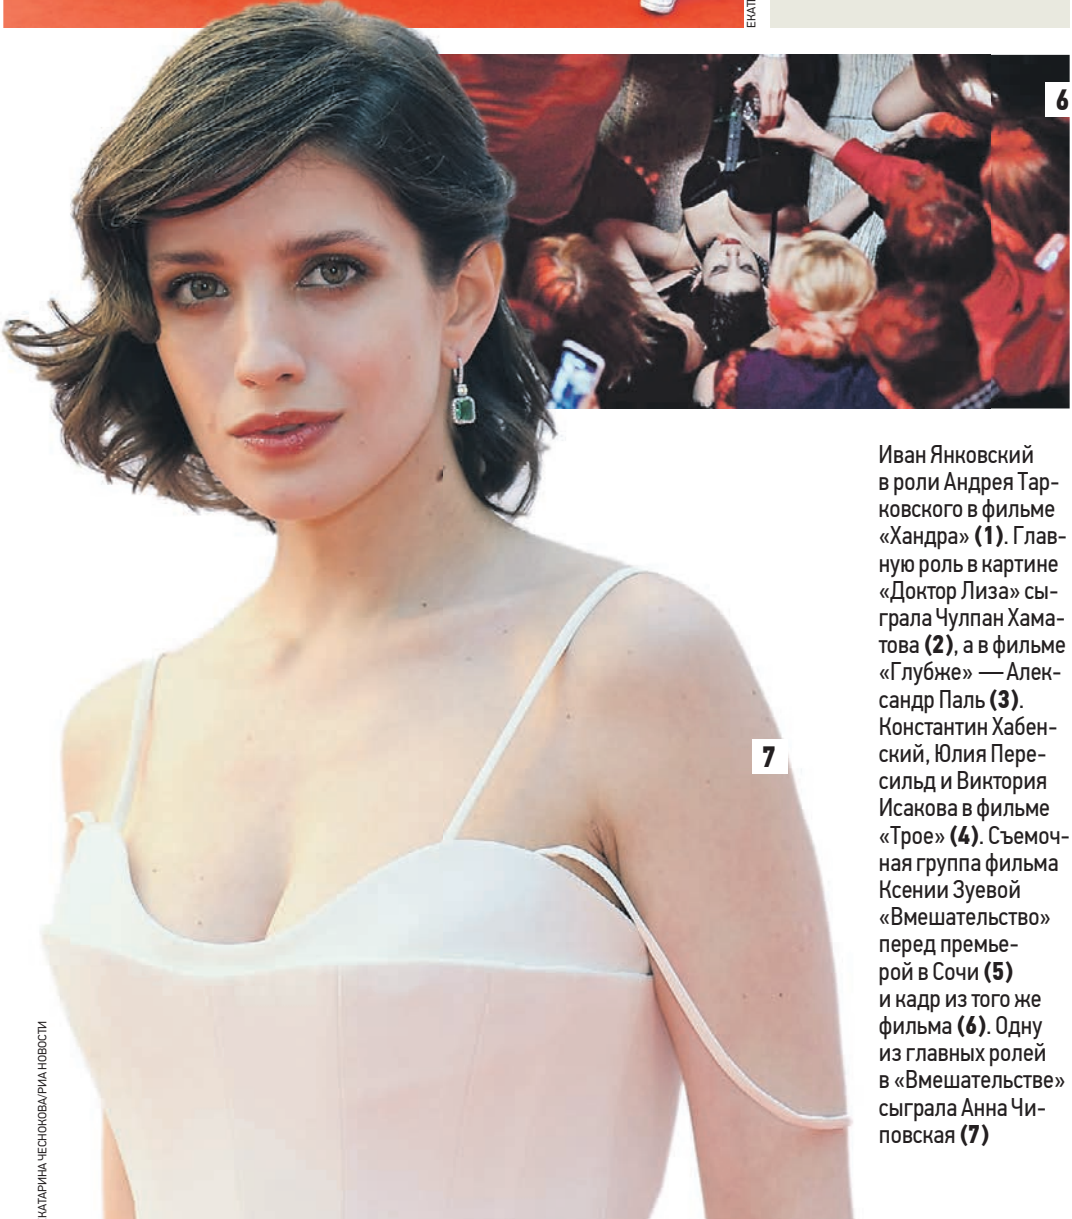 ЕКАТ
6
Иван Янковский
в роли Андрея Тар-
ковского в фильме
«Хандра» (1). Глав-
ную роль в картине
«Доктор Лиза» сы-
грала Чулпан Хама-
това (2), а в фильме
«Глубже» — Алек-
сандр Паль (3).
Константин Хабен-
ский, Юлия Пере-
сильд и Виктория
Исакова в фильме
«Трое» (4). Съемоч-
ная группа фильма
Ксении Зуевой
«Вмешательство»
перед премье-
рой в Сочи (5)
и кадр из того же
фильма (6). Одну
из главных ролей
в «Вмешательстве»
сыграла Анна Чи-
повская (7)
7
КАТАРИНА ЧЕСНОКОВА/РИА НОВОСТИ